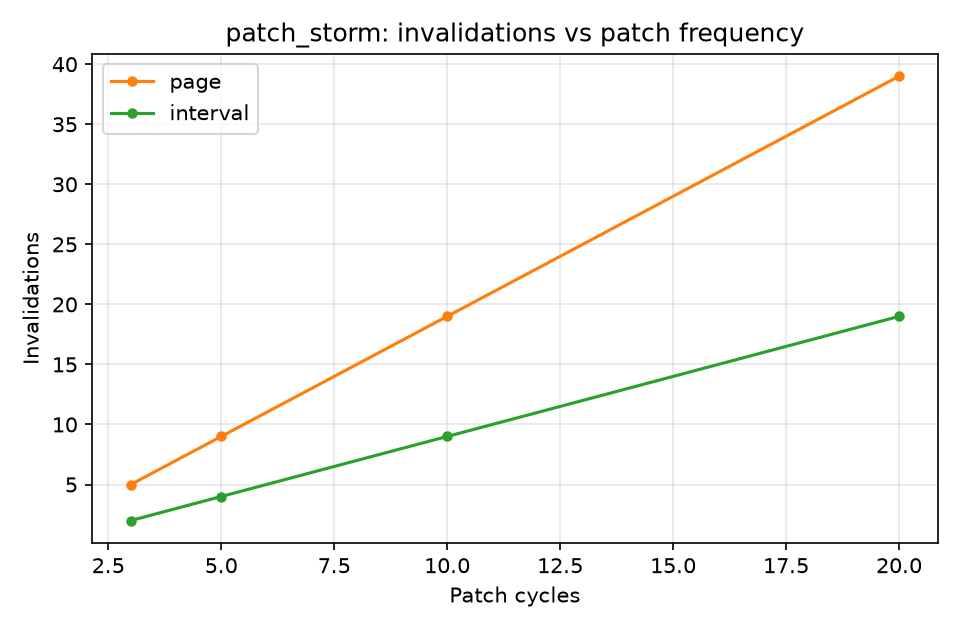 patch_storm: invalidations vs patch frequency
page
interval
40
35
30
25
20
15
10
5
Invalidations
2.5 5.0 7.5 10.0 12.5 15.0 17.5 20.0
Patch cycles